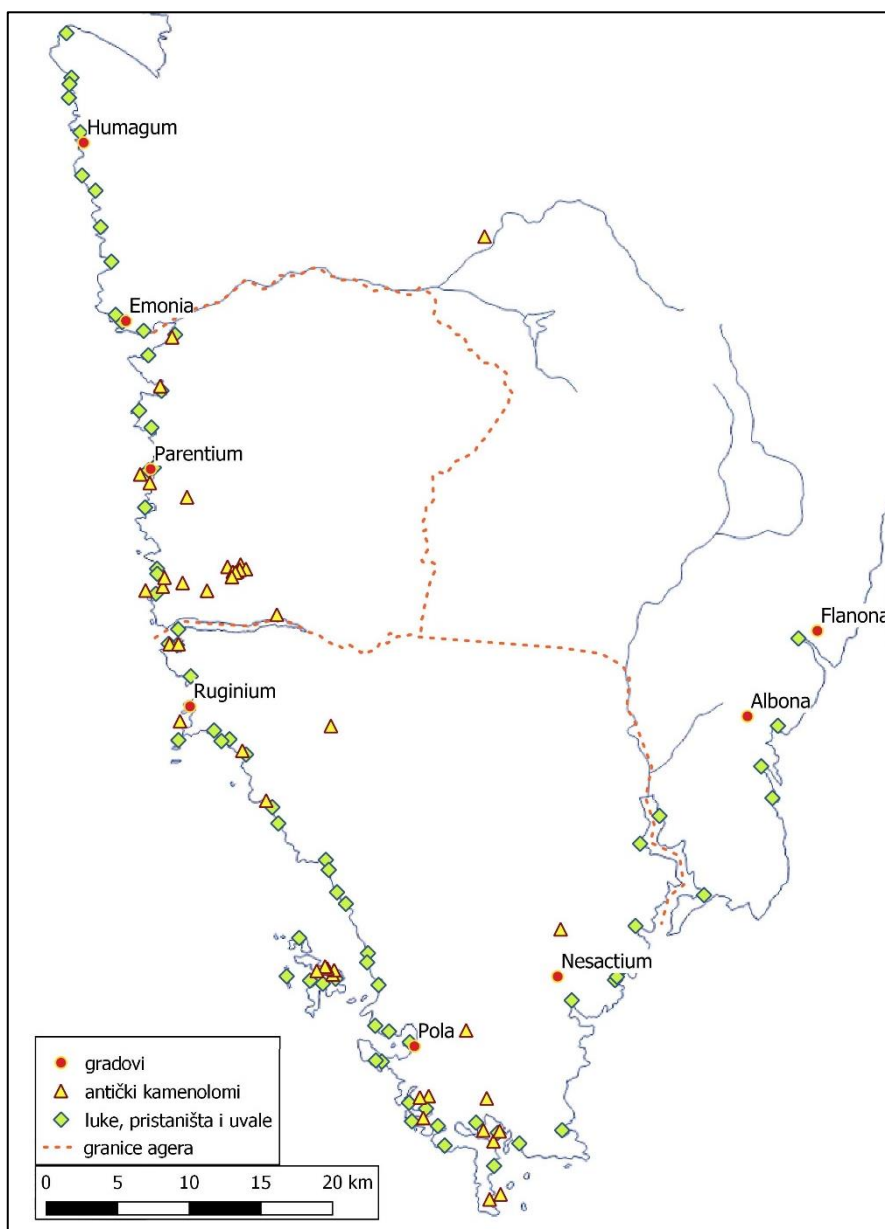 Humagum
Emonia
Parentium
Flanona
Ruginium
Albona
Nesactium
Pola
gradovi
antički kamenolomi
luke, pristaništa i uvale
granice agera
0 5 10 15 20 km